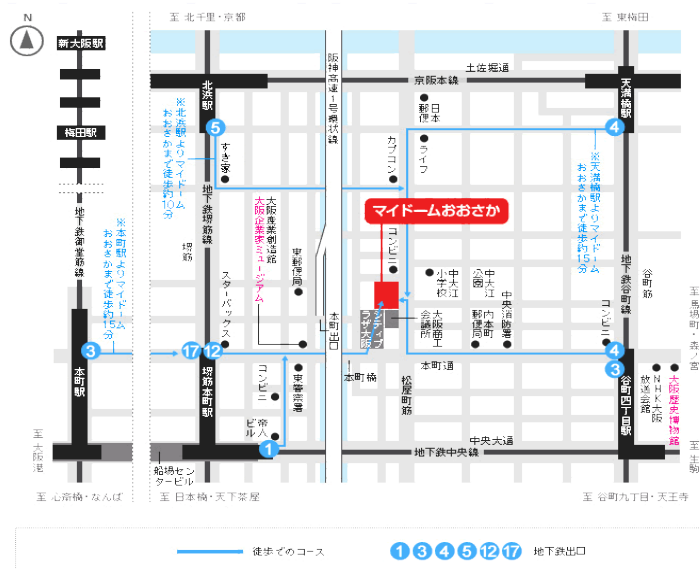 N
至 北千里・京都
至 東梅田
新大阪駅
梅田駅
※北浜駅よりマイドーム
おおさかまで徒歩約10分
北浜駅
5
すき家
阪神高速1号環状線
土佐堀通
京阪本線
日本
郵便局
ライフ
カプコン
天満橋駅
4
※天満橋駅よりマイドーム
おおさかまで徒歩約15分
マイドームおおさか
地下鉄御堂筋線
※本町駅よりマイドーム
おおさかまで徒歩約15分
地下鉄堺筋線
堺筋
大阪産業創造館
大阪企業家ミュージアム
東郵便局
スターバックス
本町出口
コンビニ
中大江
小学校
中大江
公園
中央消防署
内本町
郵便局
大阪商工
会議所
シティプ
ラザ大阪
地下鉄谷町線
谷町筋
コンビニ
至 馬場町・森ノ宮
3
本町駅
17
12
堺筋本町駅
コンビニ
東警察署
帝人
ビル
1
本町橋
松屋町筋
本町通
4
3
谷町四丁目駅
NHK大阪
放送会館
大阪歴史博物館
至 大阪港
船場セン
タービル
中央大通
地下鉄中央線
至 生駒
至 心斎橋・なんば
至 日本橋・天下茶屋
至 谷町九丁目・天王寺
徒歩でのコース
1 3 4 5 12 17 地下鉄出口